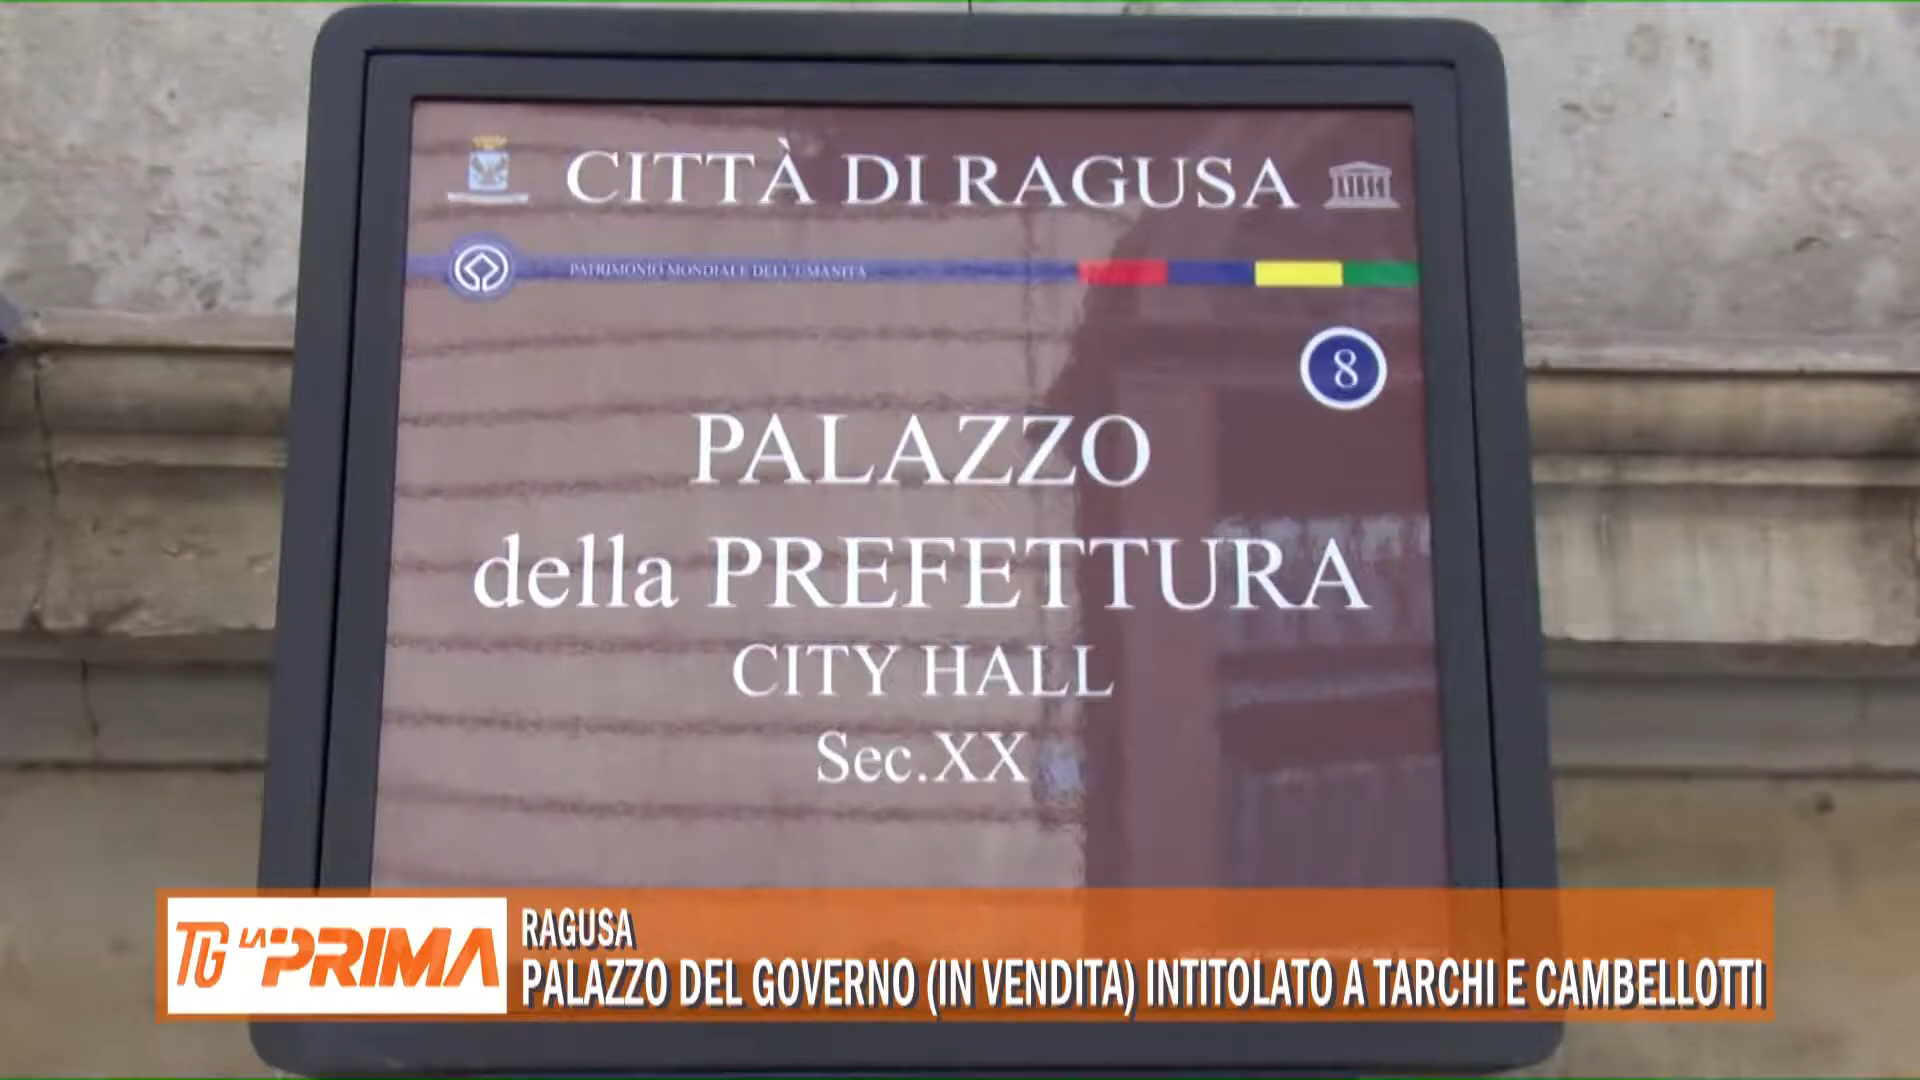 CITTÀ DI RAGUSA
PATRIMONIO MONDIALE DELL'UMANITÀ
8
PALAZZO
della PREFETTURA
CITY HALL
Sec.XX
TG LA PRIMA
RAGUSA
PALAZZO DEL GOVERNO (IN VENDITA) INTITOLATO A TARCHI E CAMBELLOTTI